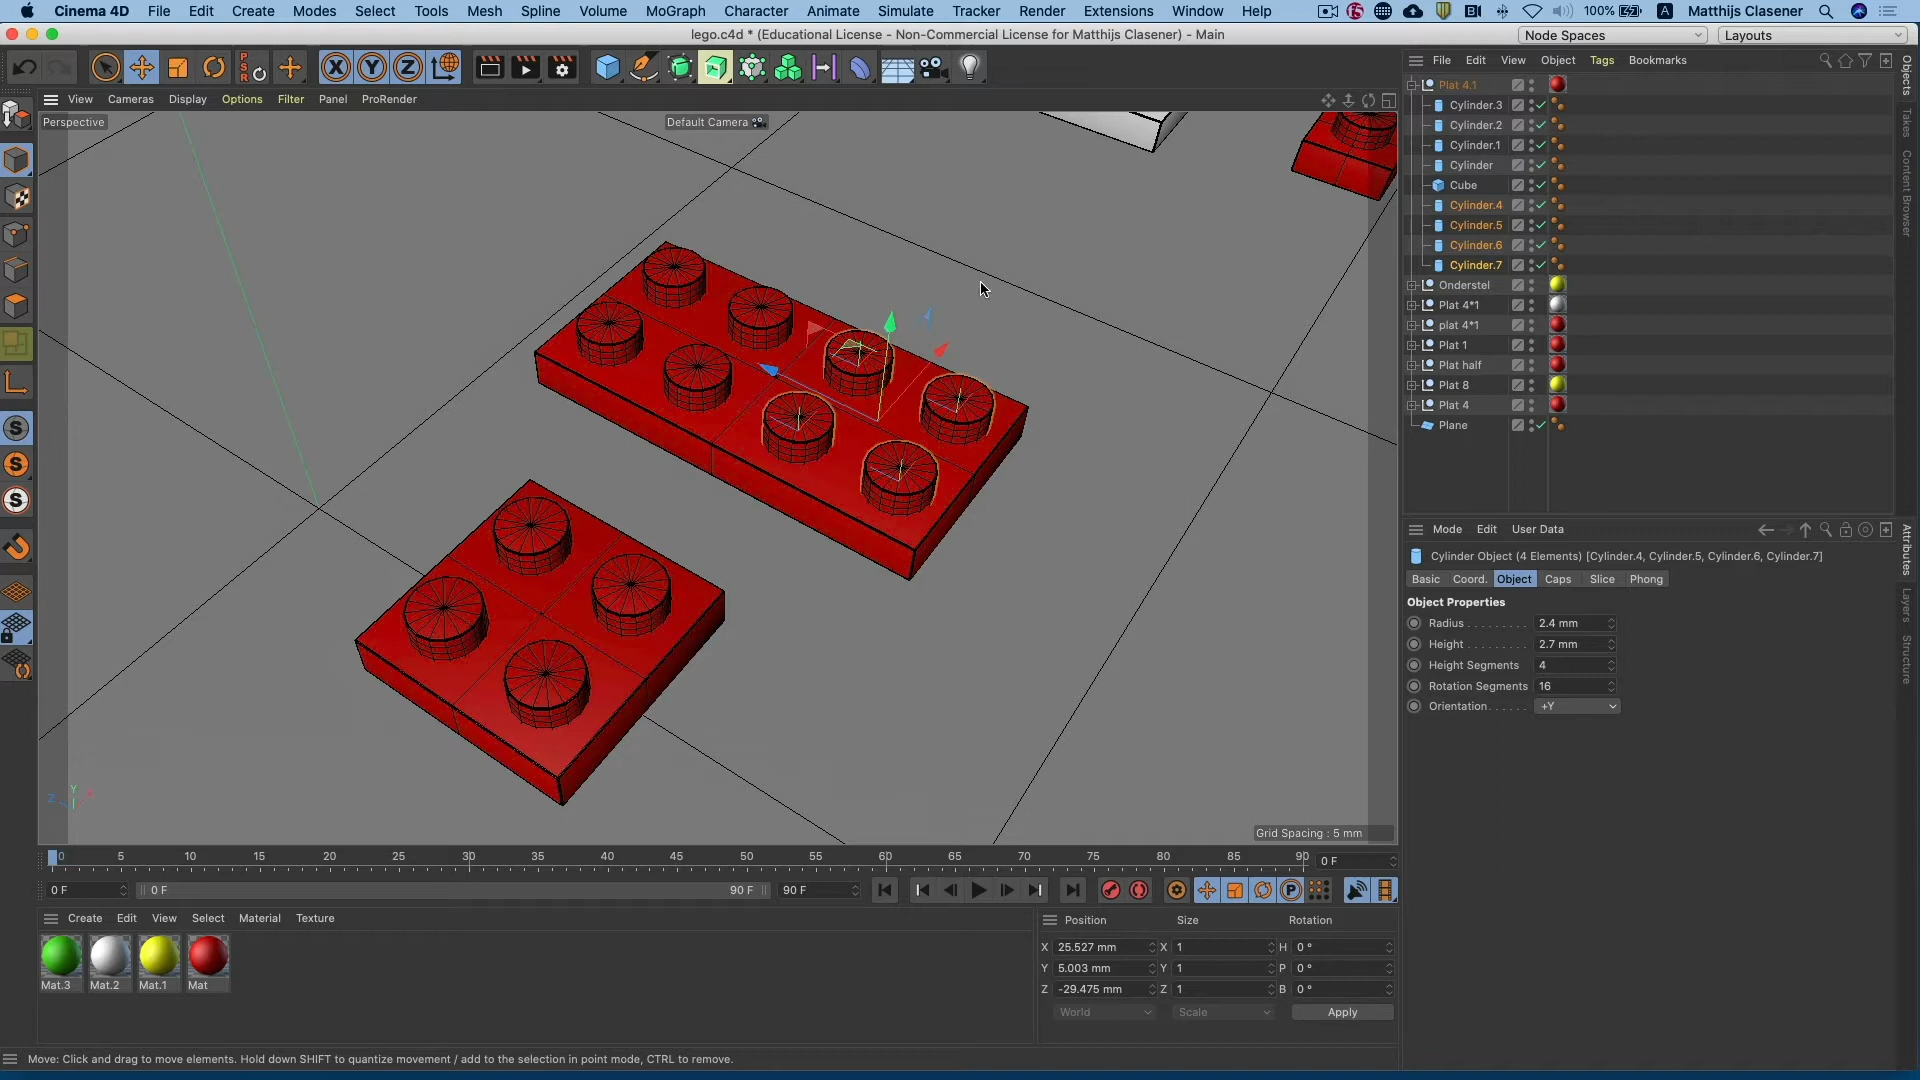 Cinema 4D File Edit Create Modes Select Tools Mesh Spline Volume MoGraph Character Animate Simulate Tracker Render Extensions Window Help 100% A Matthijs Clasener
lego.c4d * (Educational License - Non-Commercial License for Matthijs Clasener) - Main
Node Spaces Layouts
P S R X Y Z
View Cameras Display Options Filter Panel ProRender
File Edit View Object Tags Bookmarks
Perspective
Default Camera
Plat 4.1
Cylinder.3
Cylinder.2
Cylinder.1
Cylinder
Cube
Cylinder.4
Cylinder.5
Cylinder.6
Cylinder.7
Onderstel
Plat 4*1
plat 4*1
Plat 1
Plat half
Plat 8
Plat 4
Plane
Objects
Takes
Content Browser
Mode Edit User Data
Cylinder Object (4 Elements) [Cylinder.4, Cylinder.5, Cylinder.6, Cylinder.7]
Basic Coord. Object Caps Slice Phong
Object Properties
Radius . . . . . . . . . 2.4 mm
Height . . . . . . . . . 2.7 mm
Height Segments 4
Rotation Segments 16
Orientation . . . . . . +Y
Attributes
Layers
Structure
S
S
S
Y
Z
Grid Spacing : 5 mm
0 5 10 15 20 25 30 35 40 45 50 55 60 65 70 75 80 85 90 0 F
0 F 0 F 90 F 90 F P
Create Edit View Select Material Texture
Mat.3 Mat.2 Mat.1 Mat
Position Size Rotation
X 25.527 mm X 1 H 0 °
Y 5.003 mm Y 1 P 0 °
Z -29.475 mm Z 1 B 0 °
World Scale Apply
Move: Click and drag to move elements. Hold down SHIFT to quantize movement / add to the selection in point mode, CTRL to remove.